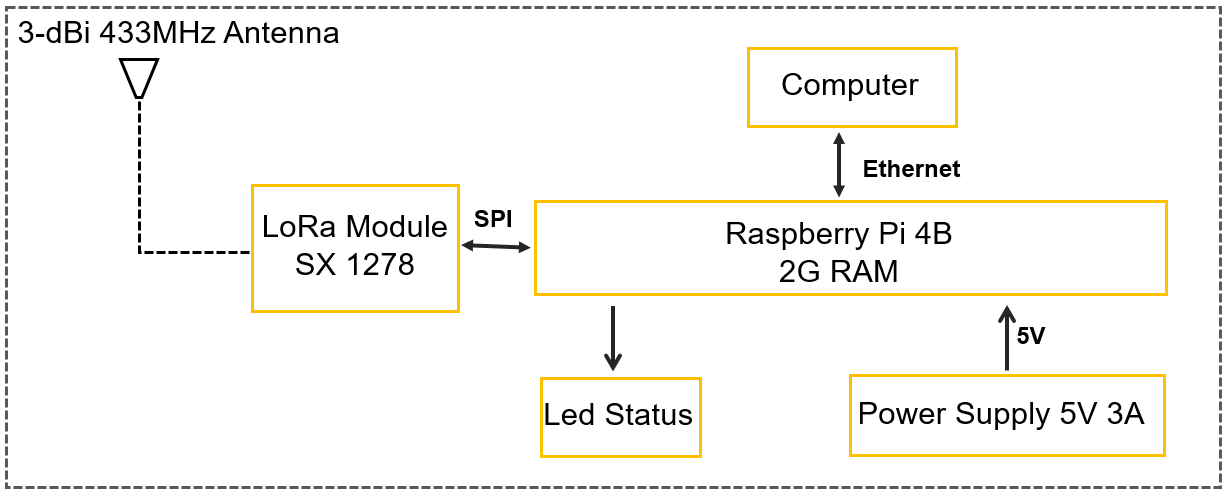 3-dBi 433MHz Antenna
Computer
Ethernet
LoRa Module
SX 1278
SPI
Raspberry Pi 4B
2G RAM
5V
Led Status
Power Supply 5V 3A